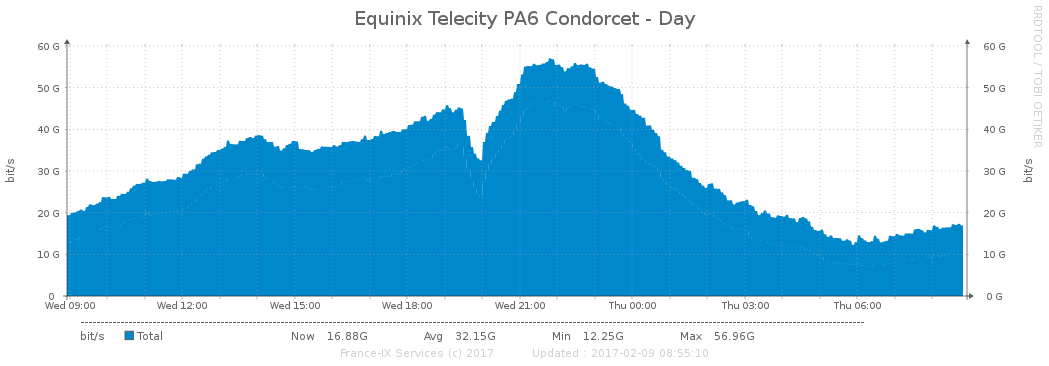 Equinix Telecity PA6 Condorcet - Day
RRDTOOL / TOBI OETIKER
60 G 60 G
50 G 50 G
40 G 40 G
30 G 30 G
20 G 20 G
10 G 10 G
0 0 G
bit/s bit/s
Wed 09:00 Wed 12:00 Wed 15:00 Wed 18:00 Wed 21:00 Thu 00:00 Thu 03:00 Thu 06:00
bit/s Total Now 16.88G Avg 32.15G Min 12.25G Max 56.96G
France-IX Services (c) 2017 Updated : 2017-02-09 08:55:10